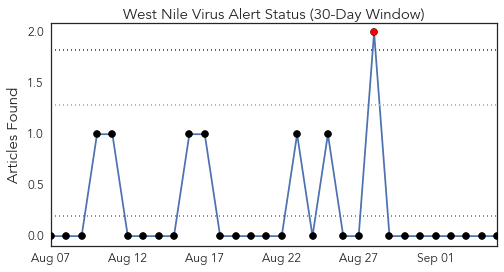 West Nile Virus Alert Status (30-Day Window)
Articles Found
2.0
1.5
1.0
0.5
0.0
Aug 07
Aug 12
Aug 17
Aug 22
Aug 27
Sep 01